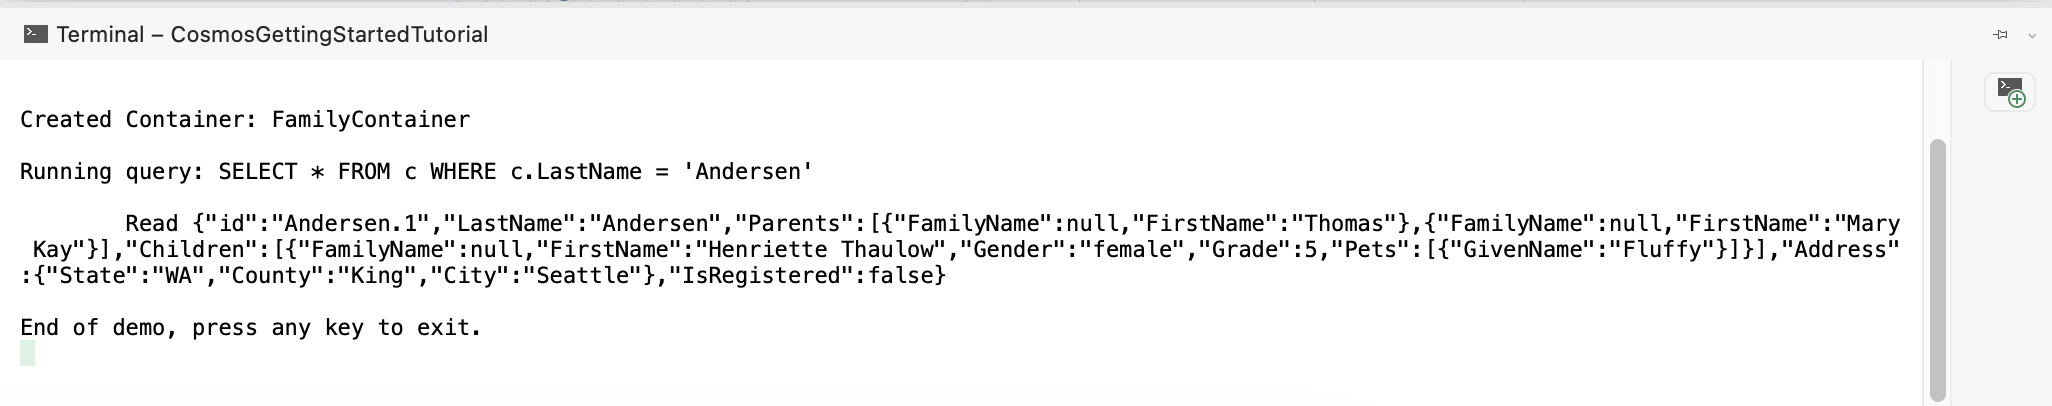 Terminal – CosmosGettingStartedTutorial
Created Container: FamilyContainer
Running query: SELECT * FROM c WHERE c.LastName = 'Andersen'
Read {"id":"Andersen.1","LastName":"Andersen","Parents":[{"FamilyName":null,"FirstName":"Thomas"},{"FamilyName":null,"FirstName":"Mary
Kay"}],"Children":[{"FamilyName":null,"FirstName":"Henriette Thaulow","Gender":"female","Grade":5,"Pets":[{"GivenName":"Fluffy"}]}],"Address"
:{"State":"WA","County":"King","City":"Seattle"},"IsRegistered":false}
End of demo, press any key to exit.